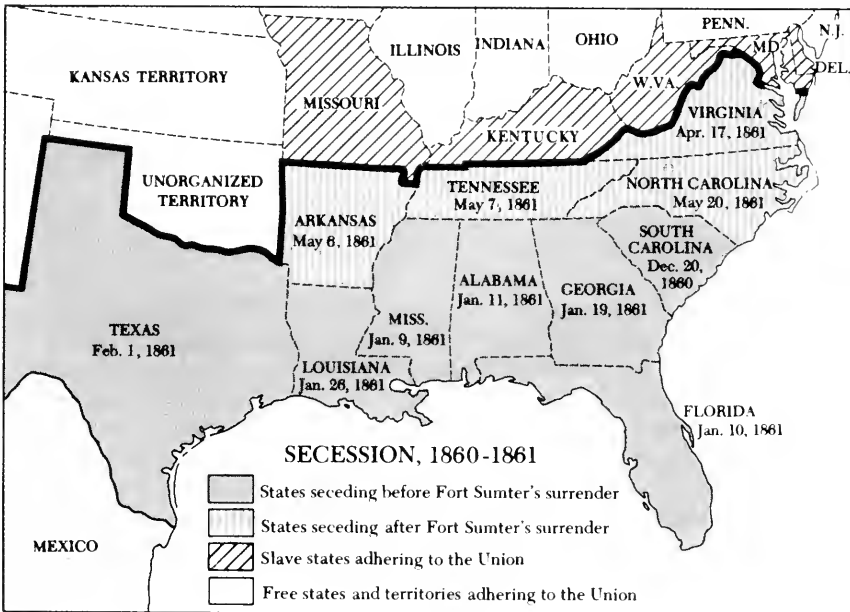 PENN.
N.J.
ILLINOIS
INDIANA
OHIO
MD.
KANSAS TERRITORY
DEL.
W.VA.
MISSOURI
VIRGINIA
Apr. 17, 1861
KENTUCKY
UNORGANIZED
TERRITORY
TENNESSEE
May 7, 1861
NORTH CAROLINA
May 20, 1861
ARKANSAS
May 6, 1861
SOUTH
CAROLINA
Dec. 20,
1860
ALABAMA
Jan. 11, 1861
GEORGIA
Jan. 19, 1861
MISS.
Jan. 9, 1861
TEXAS
Feb. 1, 1861
LOUISIANA
Jan. 26, 1861
FLORIDA
Jan. 10, 1861
MEXICO
SECESSION, 1860-1861
States seceding before Fort Sumter's surrender
States seceding after Fort Sumter's surrender
Slave states adhering to the Union
Free states and territories adhering to the Union